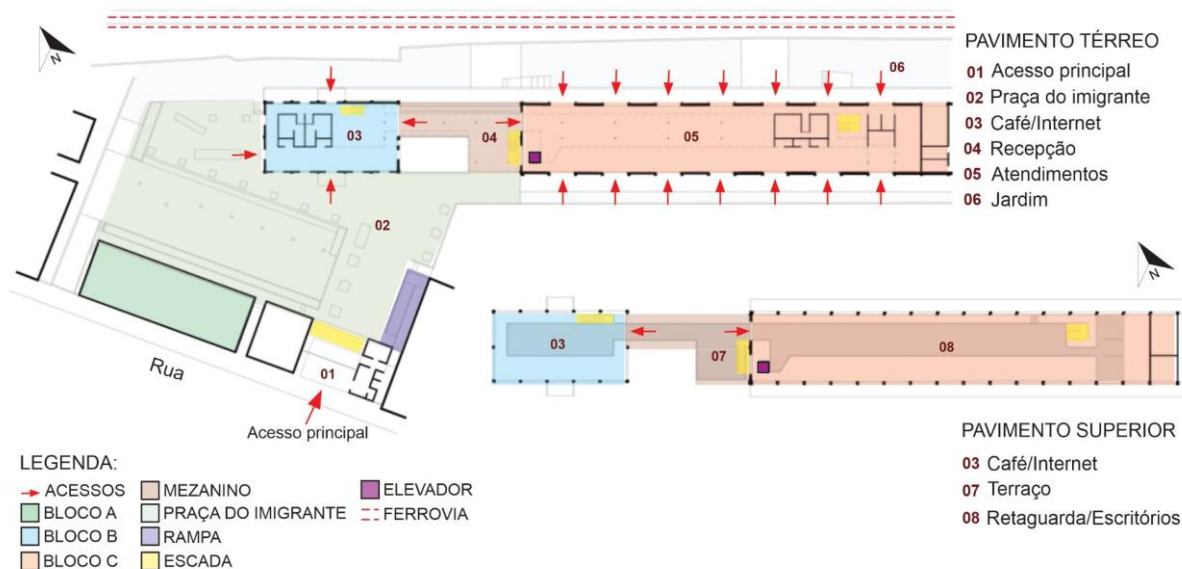 N
PAVIMENTO TÉRREO
01 Acesso principal
02 Praça do imigrante
03 Café/Internet
04 Recepção
05 Atendimentos
06 Jardim
06
03
04
05
02
01
Rua
Acesso principal
N
03
07
08
PAVIMENTO SUPERIOR
03 Café/Internet
07 Terraço
08 Retaguarda/Escritórios
LEGENDA:
ACESSOS
BLOCO A
BLOCO B
BLOCO C
MEZANINO
PRAÇA DO IMIGRANTE
RAMPA
ESCADA
ELEVADOR
FERROVIA